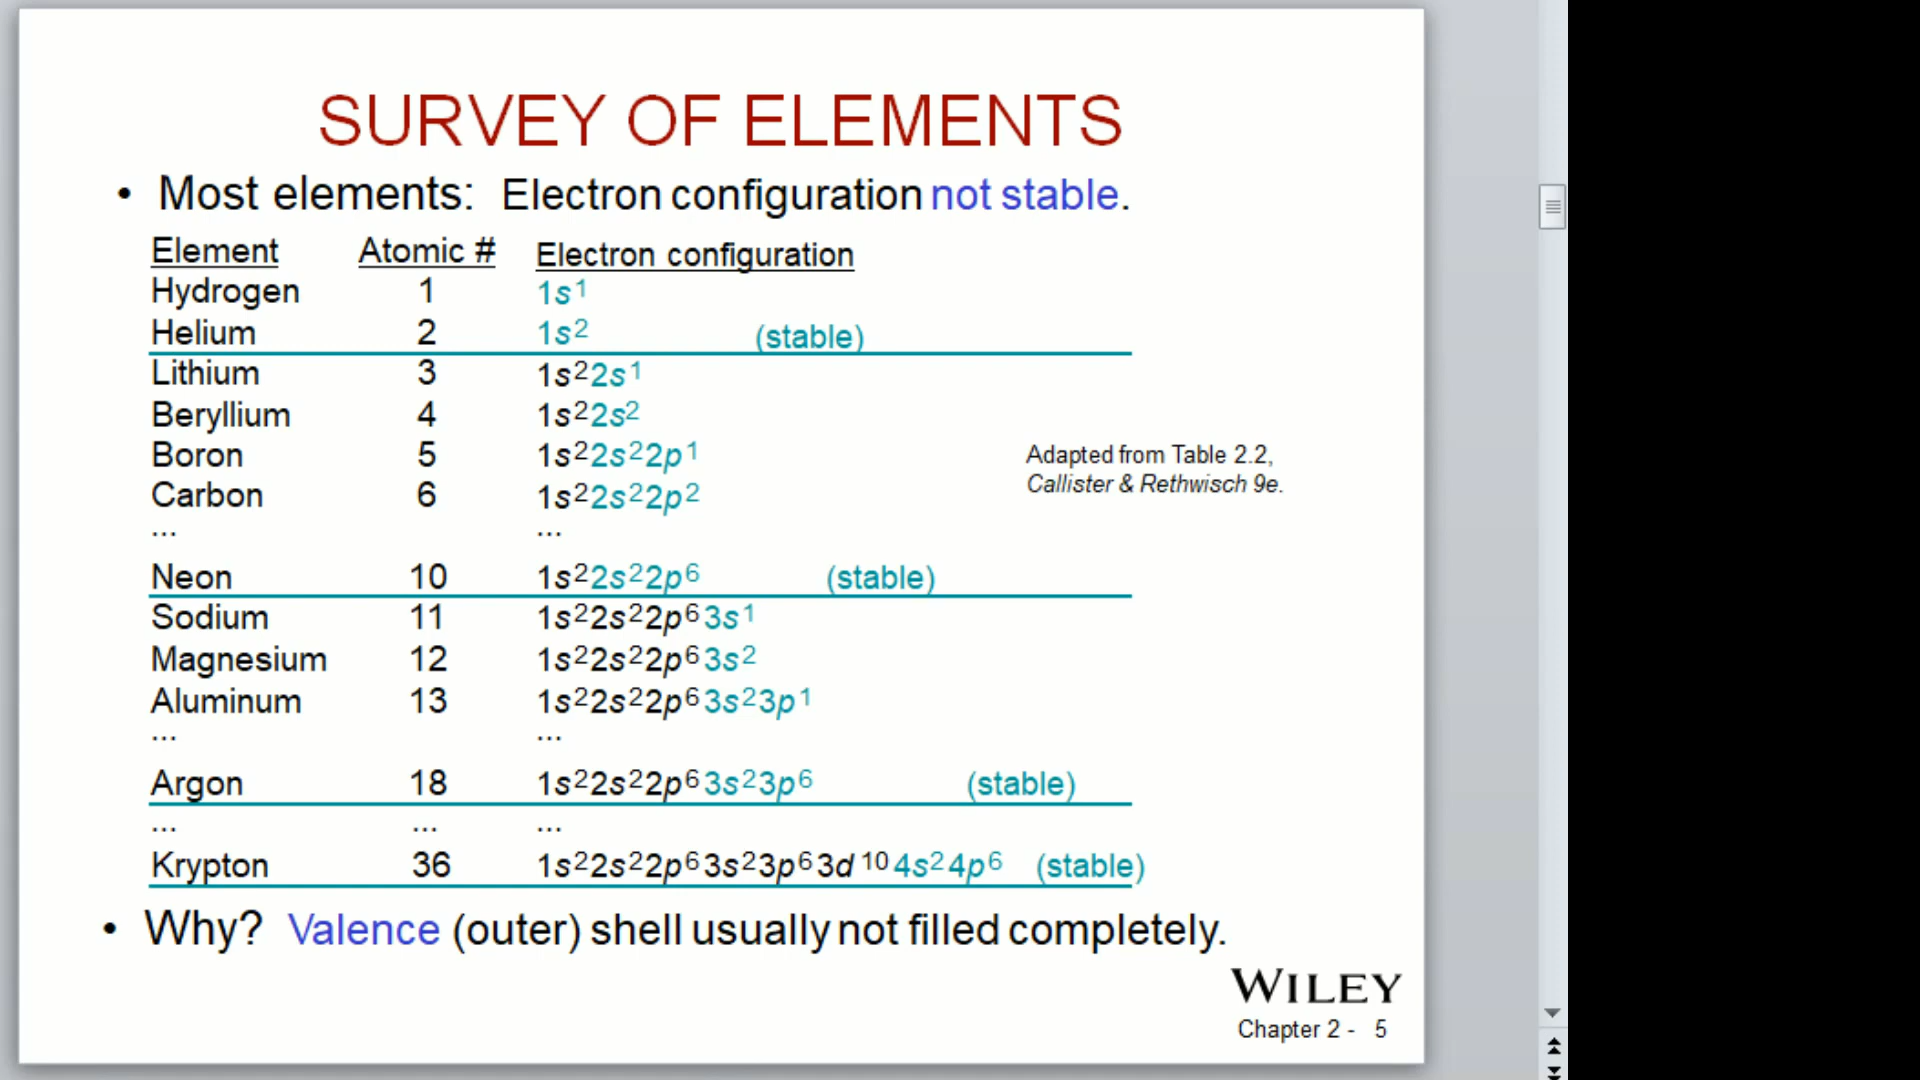 SURVEY OF ELEMENTS
• Most elements: Electron configuration not stable.
Element Atomic # Electron configuration
Hydrogen 1 1s¹
Helium 2 1s² (stable)
Lithium 3 1s²2s¹
Beryllium 4 1s²2s²
Boron 5 1s²2s²2p¹
Carbon 6 1s²2s²2p²
... ...
Neon 10 1s²2s²2p⁶ (stable)
Sodium 11 1s²2s²2p⁶3s¹
Magnesium 12 1s²2s²2p⁶3s²
Aluminum 13 1s²2s²2p⁶3s²3p¹
... ...
Argon 18 1s²2s²2p⁶3s²3p⁶ (stable)
... ... ...
Krypton 36 1s²2s²2p⁶3s²3p⁶3d¹⁰4s²4p⁶ (stable)
Adapted from Table 2.2,
Callister & Rethwisch 9e.
• Why? Valence (outer) shell usually not filled completely.
WILEY
Chapter 2 - 5